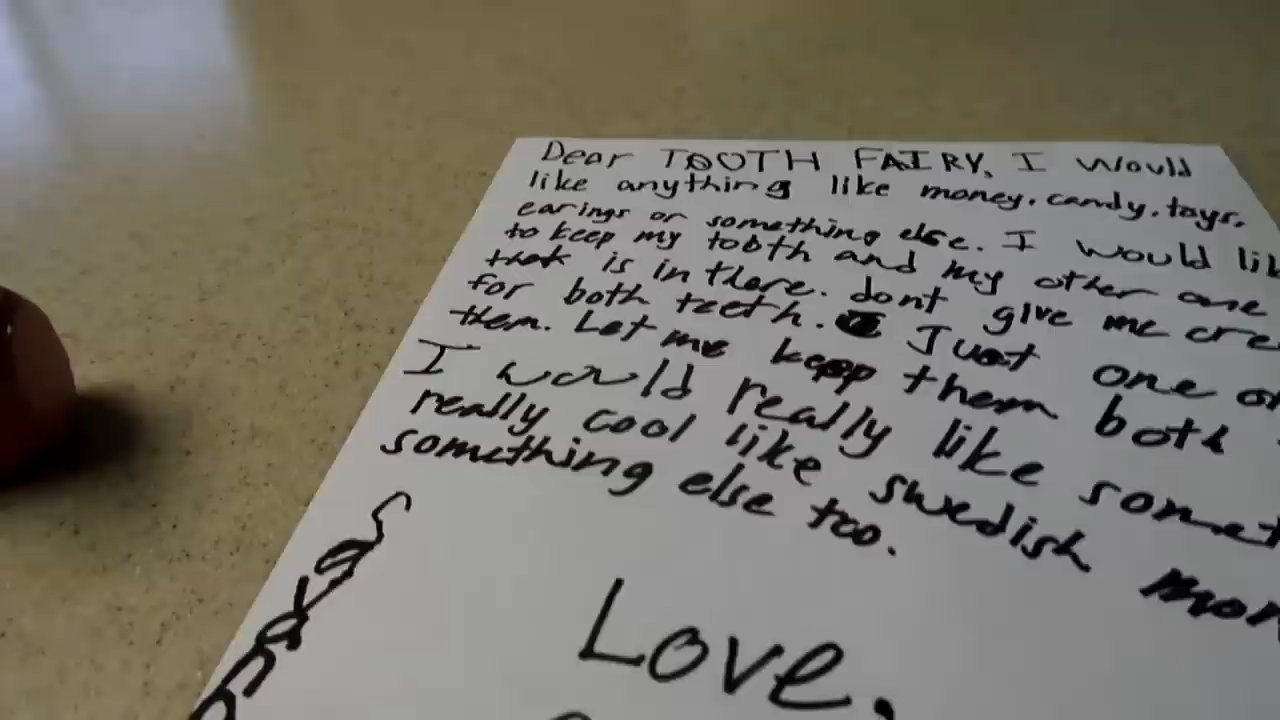 Dear TOOTH FAIRY, I would
like anything like money, candy, toys,
earings or something else. I would
to keep my tooth and my other one
that is in there. dont give me
for both teeth. Just one
them. Let me keep them both
I would really like
really cool like swedish
something else too.
Love,